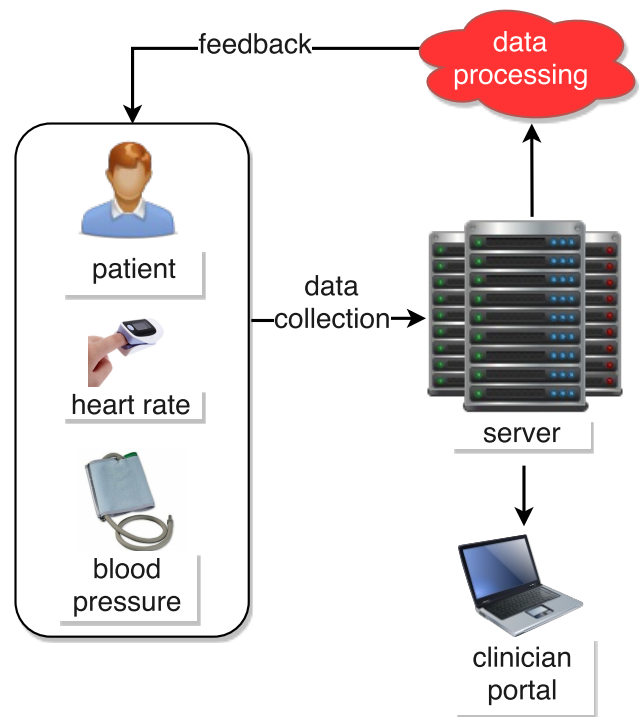 feedback
data
processing
patient
data
collection
heart rate
server
blood
pressure
clinician
portal